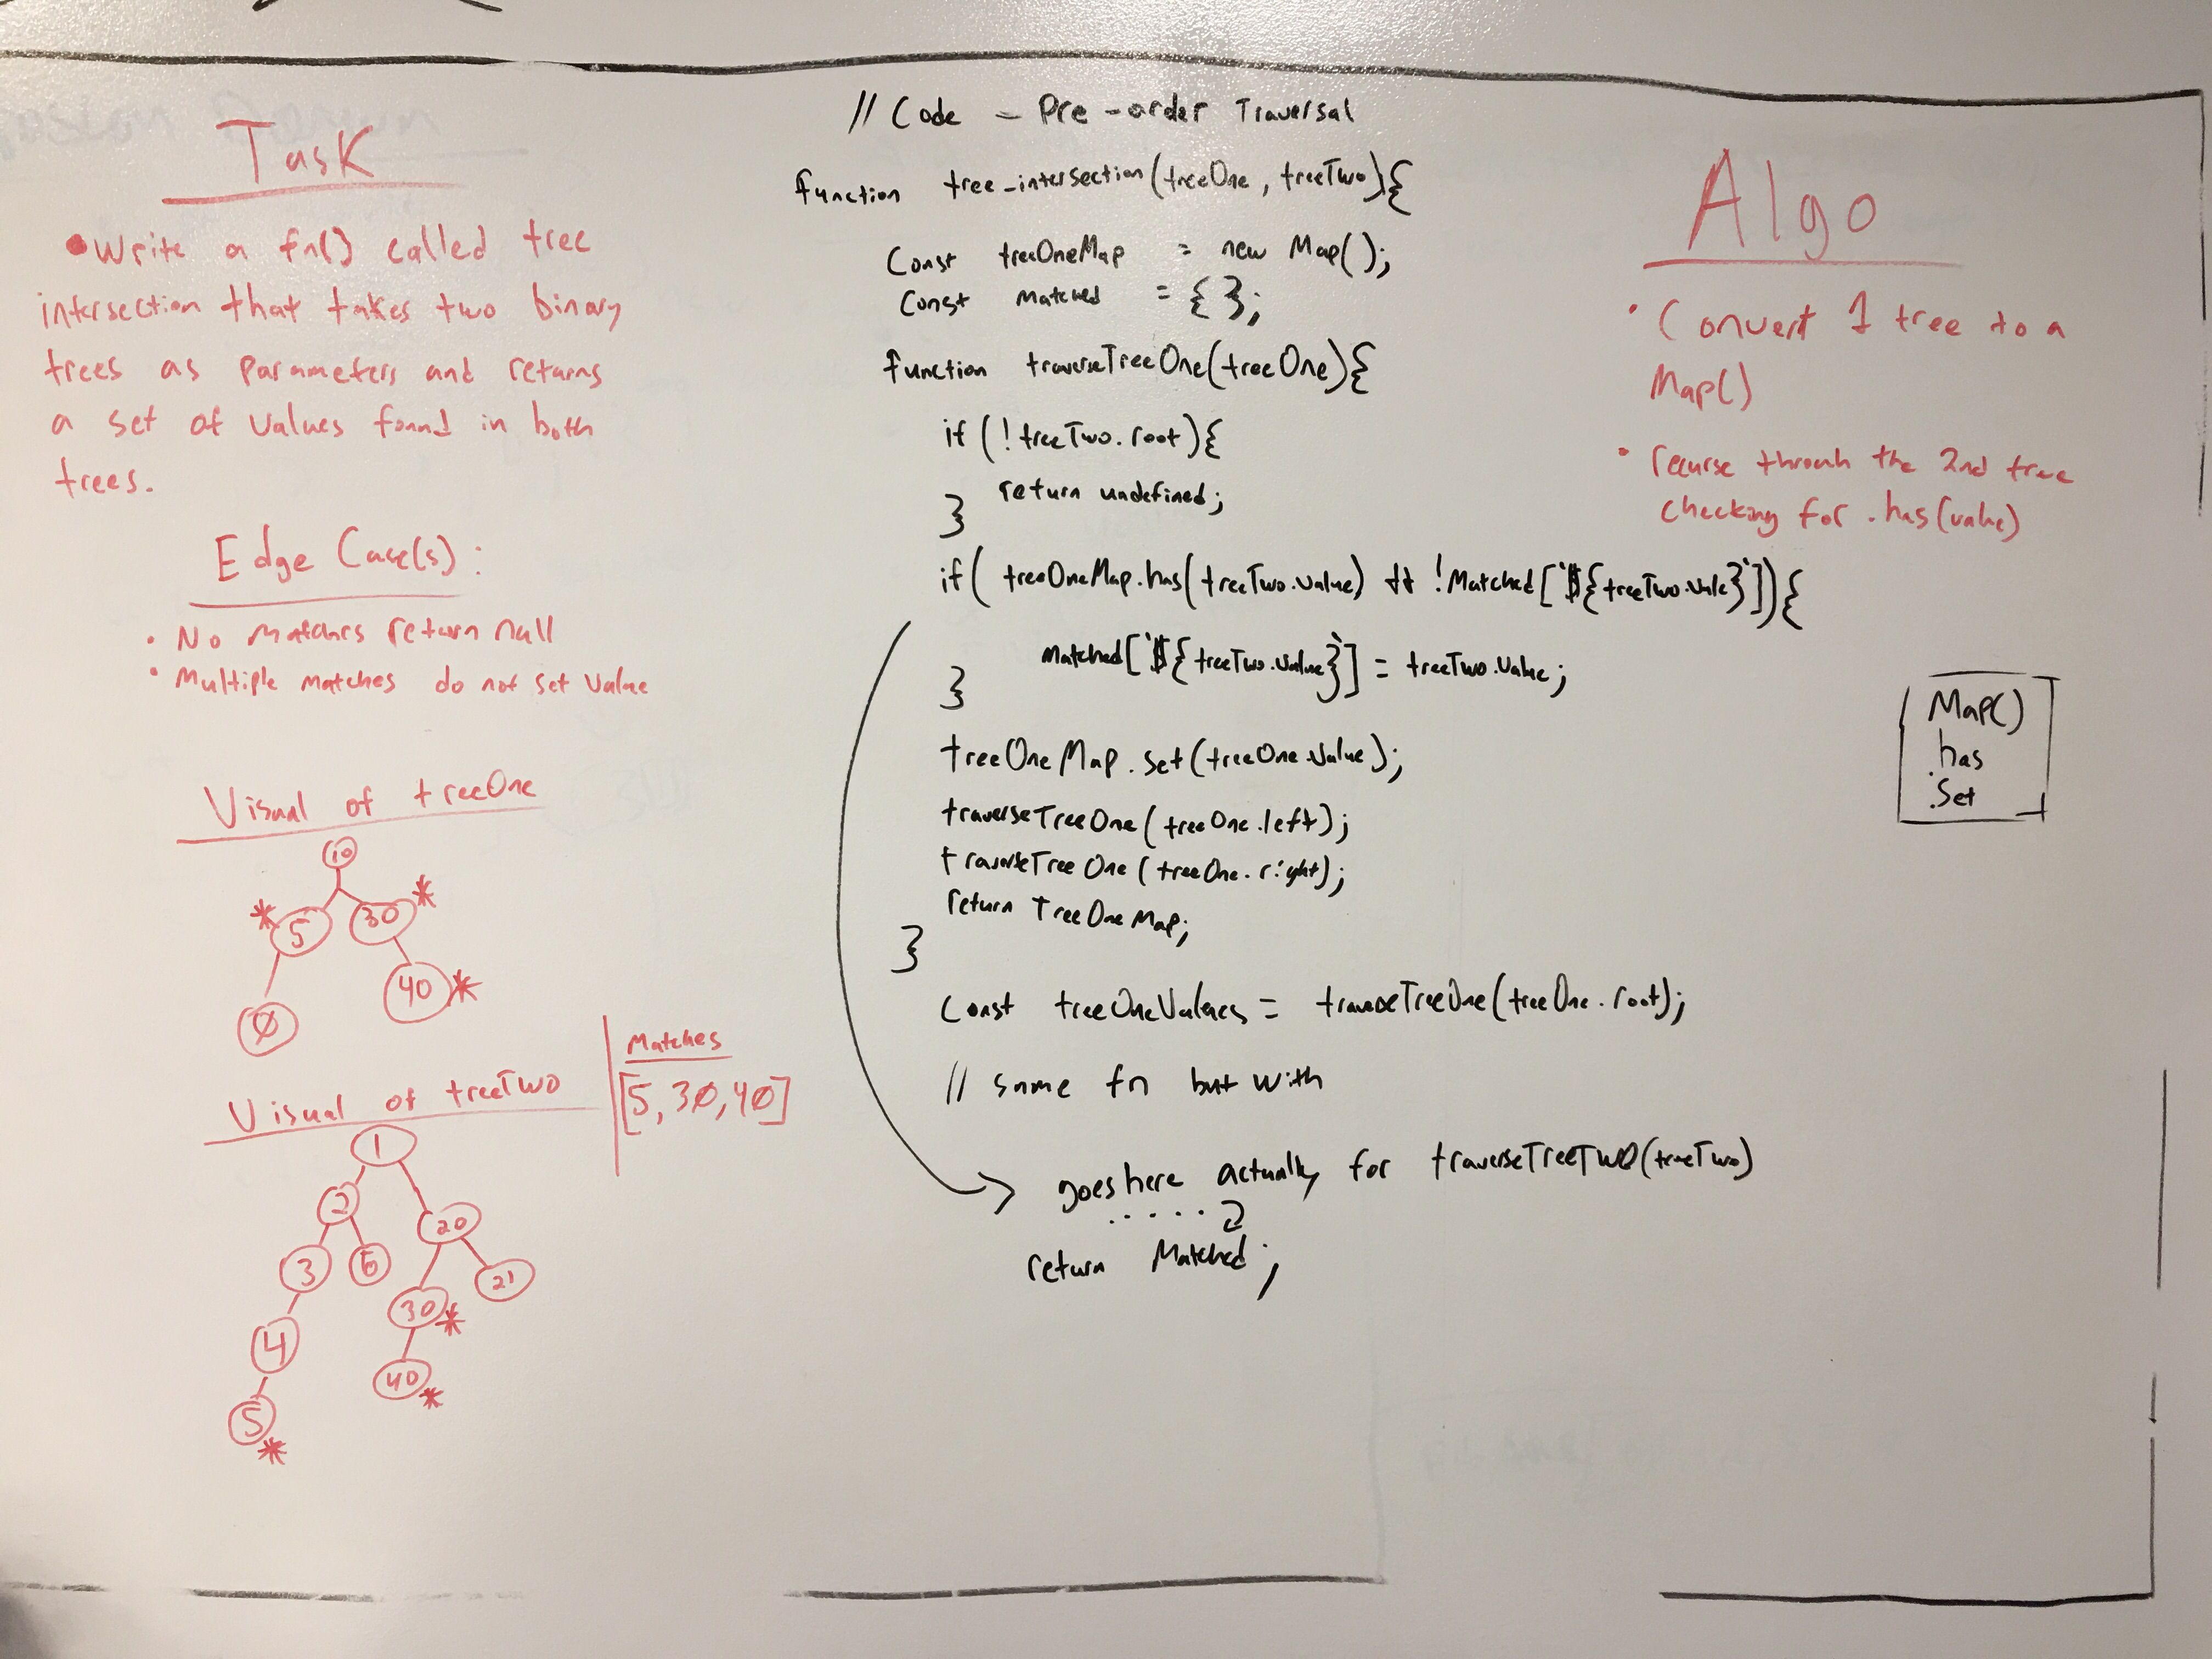 Task
• Write a fn() called tree
intersection that takes two binary
trees as parameters and returns
a set of values found in both
trees.
Edge Case(s):
• No matches return null
• Multiple matches do not set value
Visual of treeOne
10
* 5 30 *
0 40 *
Visual of treeTwo
Matches
[5, 30, 40]
1
2 20
3 6 21
4 30 *
40 *
5 *
// Code - Pre-order Traversal
function tree-intersection(treeOne, treeTwo){
const treeOneMap = new Map();
const matched = { };
function traverseTreeOne(treeOne){
if (!treeTwo.root){
return undefined;
}
if( treeOneMap.has(treeTwo.value) && !Matched[`${treeTwo.vale}`]){
matched[`${treeTwo.value}`] = treeTwo.value;
}
treeOneMap.set(treeOne.value);
traverseTreeOne(treeOne.left);
traverseTreeOne(treeOne.right);
return TreeOneMap;
}
const treeOneValues = traverseTreeOne(treeOne.root);
// same fn but with
goes here actually for traverseTreeTwo(treeTwo)
. . . . .
return Matched;
Algo
• Convert 1 tree to a
Map()
• recurse throuh the 2nd tree
checking for .has(value)
Map()
.has
.set